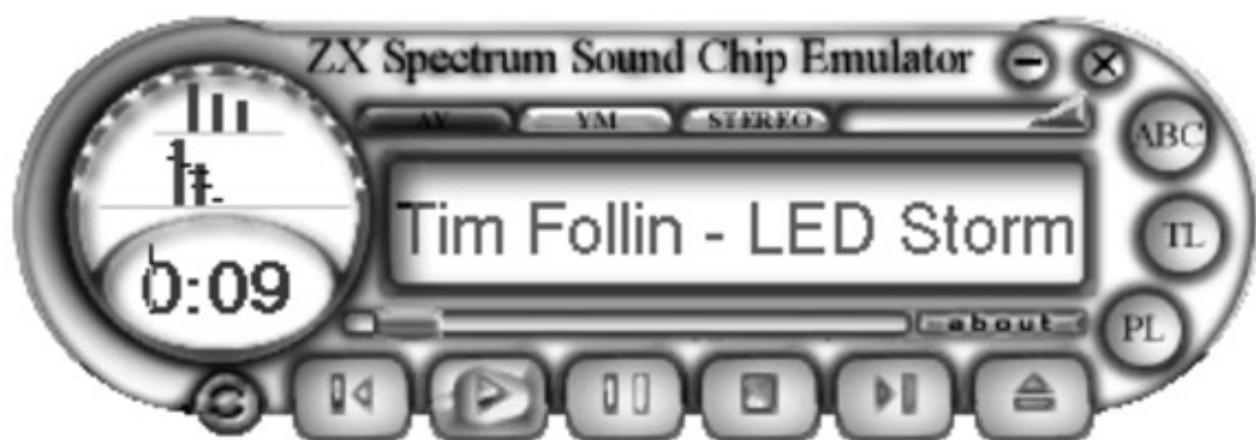 ZX Spectrum Sound Chip Emulator
AY YM STEREO
ABC
Tim Follin - LED Storm
TL
0:09
about
PL